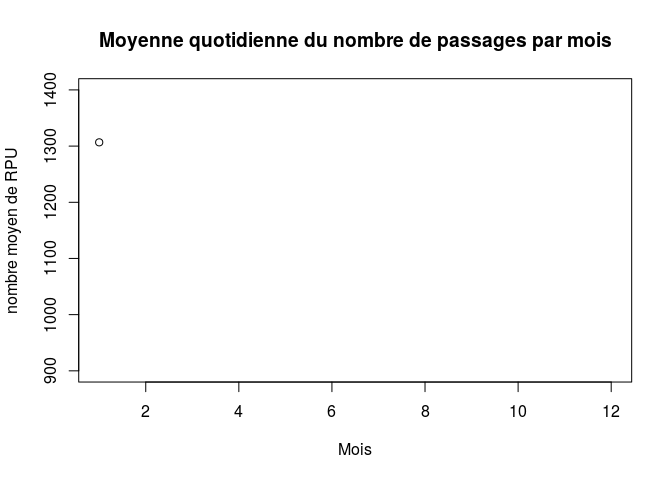 Moyenne quotidienne du nombre de passages par mois
nombre moyen de RPU
1400
1300
1200
1100
1000
900
2 4 6 8 10 12
Mois